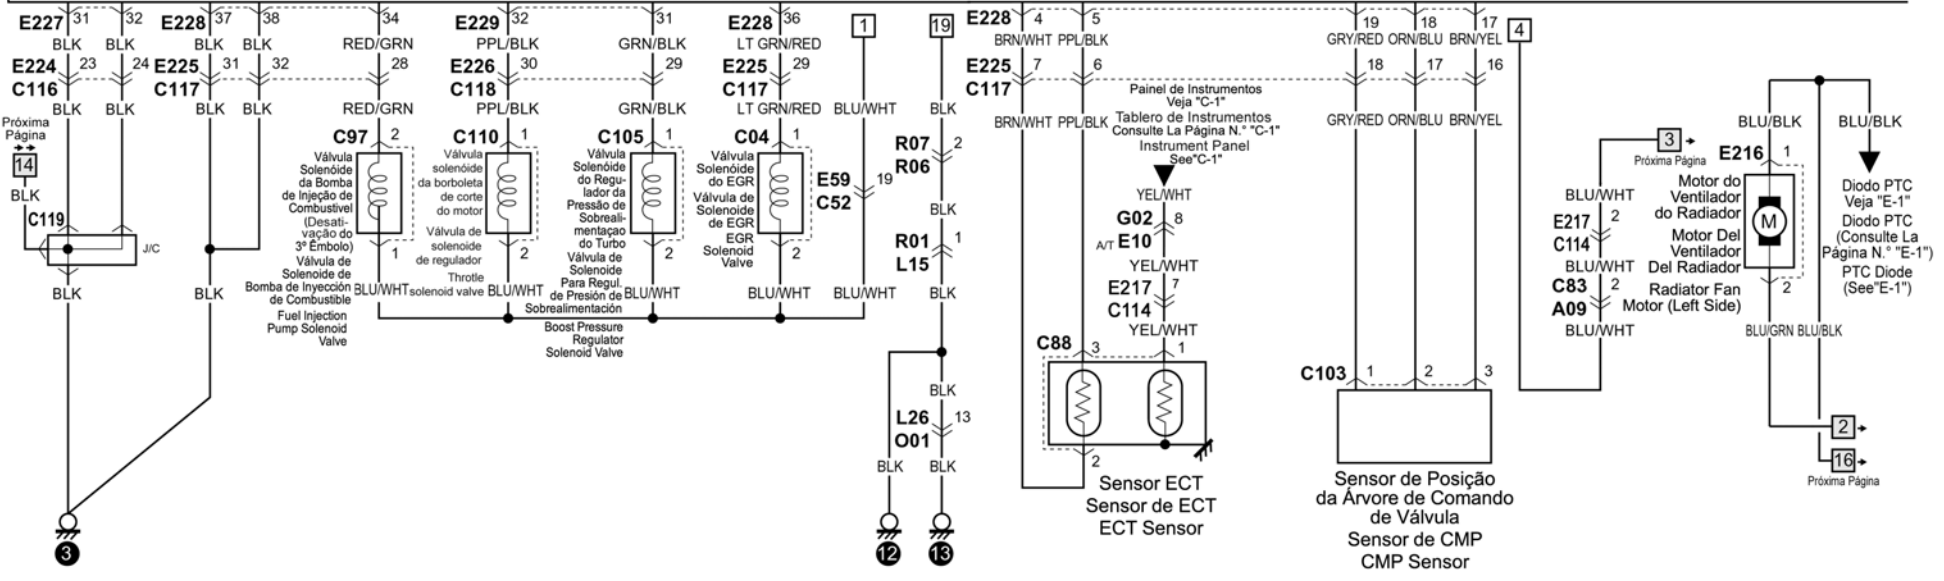 E227 31 32 E228 37 38 34 E229 32 31 E228 36 1 19 E228 4 5 19 18 17 4
BLK BLK BLK BLK RED/GRN PPL/BLK GRN/BLK LT GRN/RED BRN/WHT PPL/BLK GRY/RED ORN/BLU BRN/YEL
E224 23 24 E225 31 32 28 E226 30 29 E225 29 E225 7 6 18 17 16
C116 C117 C118 C117 C117
BLK BLK BLK BLK RED/GRN PPL/BLK GRN/BLK LT GRN/RED BLU/WHT BLK BRN/WHT PPL/BLK GRY/RED ORN/BLU BRN/YEL
Próxima
Página
14
BLK
C119
J/C
BLK
BLK
3
C97 2
Válvula
Solenóide
da Bomba
de Injeção de
Combustivel
(Desati-
vação do
3º Êmbolo)
Válvula de
Solenoide de
Bomba de Inyección
de Combustible
Fuel Injection
Pump Solenoid
Valve
1
BLU/WHT
C110 1
Válvula
solenóide
da borboleta
de corte
do motor
Válvula de
solenoide
de regulador
Throtle
solenoid valve
2
BLU/WHT
C105 1
Válvula
Solenóide
do Regu-
lador da
Pressão de
Sobreali-
mentaçao
do Turbo
Válvula de
Solenoide
Para Regul.
de Presión de
Sobrealimentación
Boost Pressure
Regulator
Solenoid Valve
2
BLU/WHT
C04 1
Válvula
Solenóide
do EGR
Válvula de
Solenoide
de EGR
EGR
Solenoid
Valve
2
BLU/WHT
E59 19
C52
BLU/WHT
R07 2
R06
BLK
R01 1
L15
BLK
BLK
L26 13
O01
BLK BLK
12 13
Painel de Instrumentos
Veja "C-1"
Tablero de Instrumentos
Consulte La Página N.° "C-1"
Instrument Panel
See"C-1"
YEL/WHT
G02 8
A/T E10
YEL/WHT
E217 7
C114
YEL/WHT
C88 3 1
2
Sensor ECT
Sensor de ECT
ECT Sensor
C103 1 2 3
Sensor de Posição
da Árvore de Comando
de Válvula
Sensor de CMP
CMP Sensor
3
Próxima Página
BLU/WHT
E217 2
C114
BLU/WHT
C83 2
A09
BLU/WHT
BLU/BLK BLU/BLK
E216 1
Motor do
Ventilador
do Radiador
Motor Del
Ventilador
Del Radiador
Radiator Fan
Motor (Left Side)
M
2
BLU/GRN BLU/BLK
Diodo PTC
Veja "E-1"
Diodo PTC
(Consulte La
Página N.° "E-1")
PTC Diode
(See"E-1")
2
16
Próxima Página